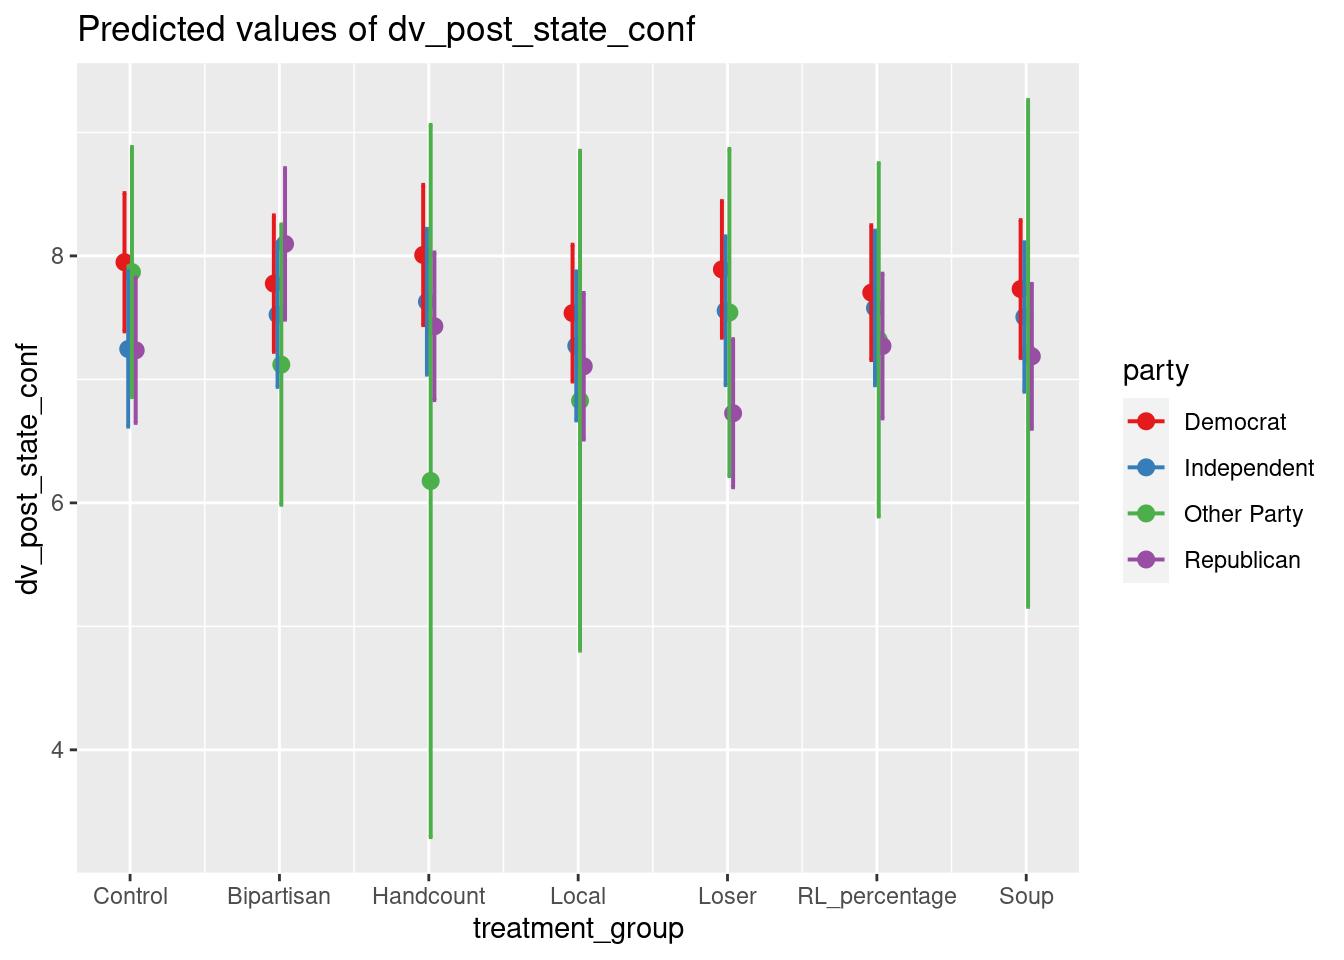 Predicted values of dv_post_state_conf
dv_post_state_conf
8
6
4
Control
Bipartisan
Handcount
Local
Loser
RL_percentage
Soup
treatment_group
party
Democrat
Independent
Other Party
Republican